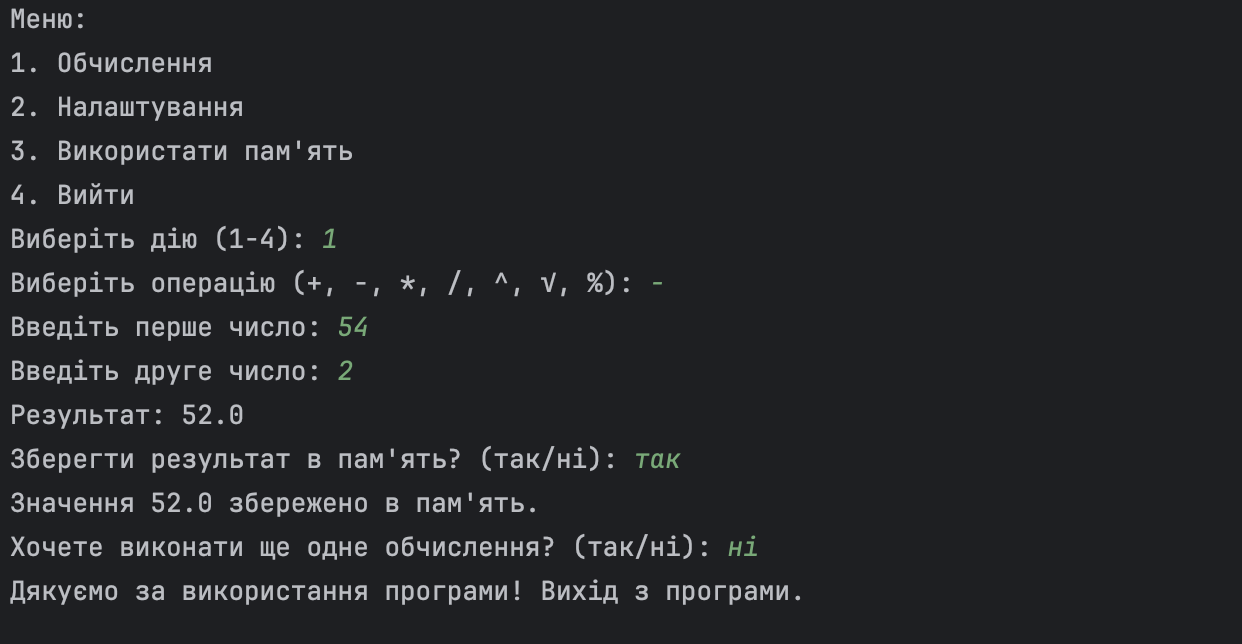 Меню:
1. Обчислення
2. Налаштування
3. Використати пам'ять
4. Вийти
Виберіть дію (1-4): 1
Виберіть операцію (+, -, *, /, ^, √, %): -
Введіть перше число: 54
Введіть друге число: 2
Результат: 52.0
Зберегти результат в пам'ять? (так/ні): так
Значення 52.0 збережено в пам'ять.
Хочете виконати ще одне обчислення? (так/ні): ні
Дякуємо за використання програми! Вихід з програми.